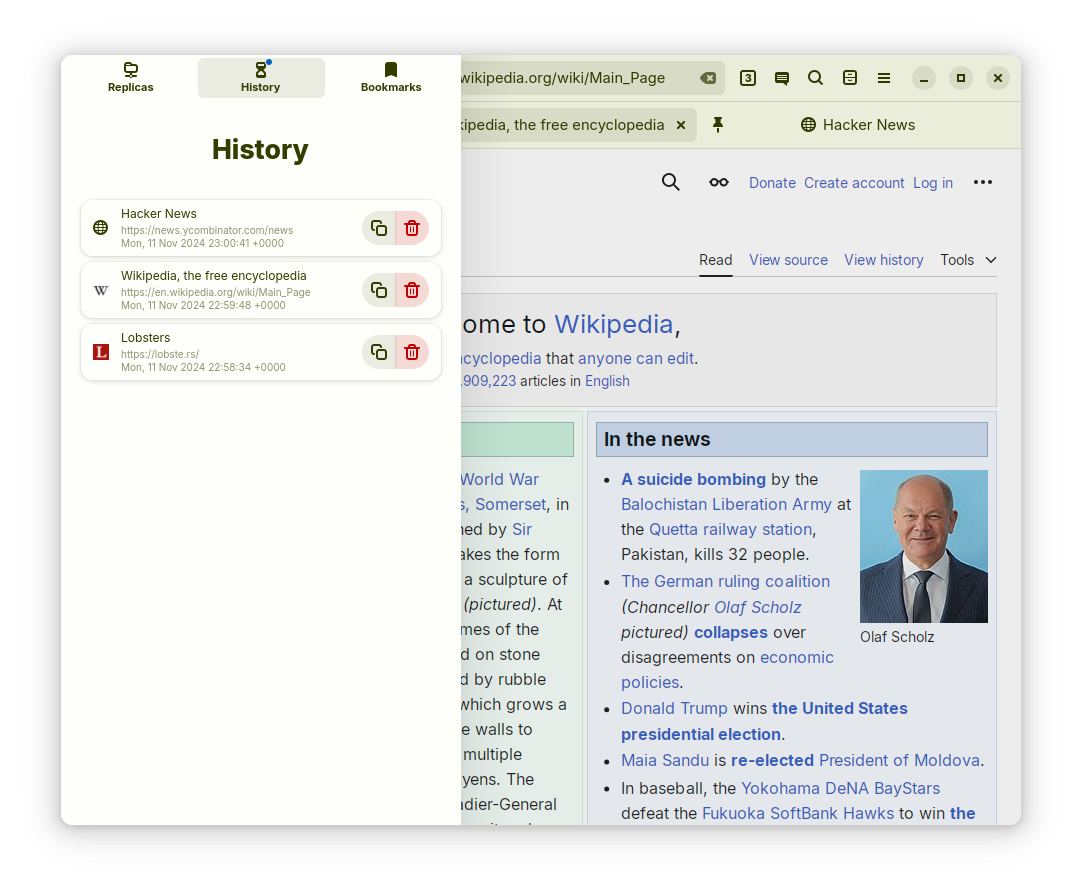 Replicas
History
Bookmarks
wikipedia.org/wiki/Main_Page
3
the free encyclopedia
Hacker News
History
Hacker News
https://news.ycombinator.com/news
Mon, 11 Nov 2024 23:00:41 +0000
Wikipedia, the free encyclopedia
https://en.wikipedia.org/wiki/Main_Page
Mon, 11 Nov 2024 22:59:48 +0000
Lobsters
https://lobste.rs/
Mon, 11 Nov 2024 22:58:34 +0000
Donate Create account Log in
Read View source View history Tools
ome to Wikipedia,
that anyone can edit.
909,223 articles in English
World War
Somerset, in
by Sir
the form
a sculpture of
(pictured). At
of the
on stone
by rubble
which grows a
walls to
multiple
The
In the news
A suicide bombing by the
Balochistan Liberation Army at
the Quetta railway station,
Pakistan, kills 32 people.
The German ruling coalition
(Chancellor Olaf Scholz
pictured) collapses over
disagreements on economic
policies.
Olaf Scholz
Donald Trump wins the United States
presidential election.
Maia Sandu is re-elected President of Moldova.
In baseball, the Yokohama DeNA BayStars
defeat the Fukuoka SoftBank Hawks to win the